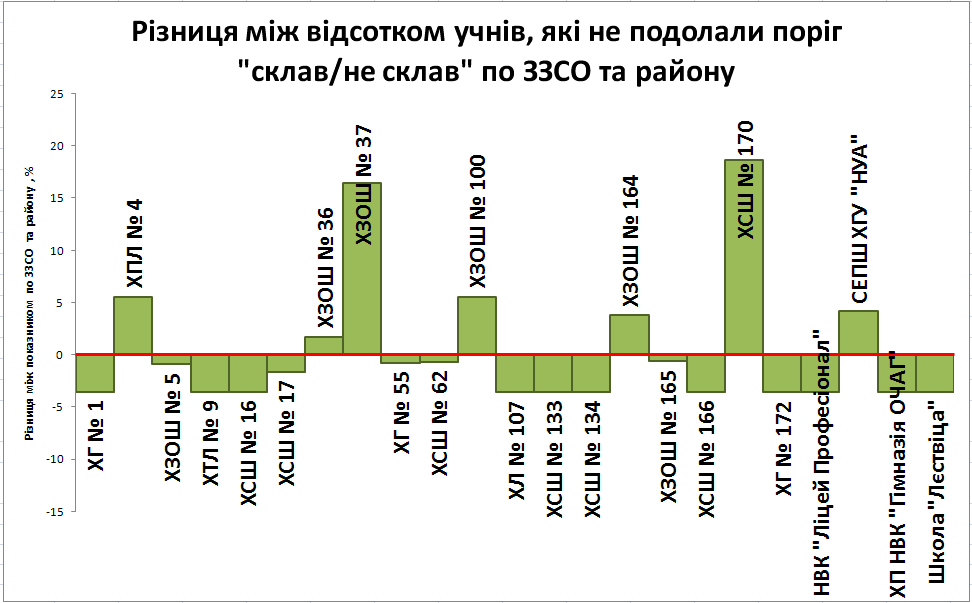 Різниця між відсотком учнів, які не подолали поріг
"склав/не склав" по ЗЗСО та району
Різниця між показником по ЗЗСО та району , %
25
20
15
10
5
0
-5
-10
-15
ХГ № 1
ХПЛ № 4
ХЗОШ № 5
ХТЛ № 9
ХСШ № 16
ХСШ № 17
ХЗОШ № 36
ХЗОШ № 37
ХГ № 55
ХСШ № 62
ХЗОШ № 100
ХЛ № 107
ХСШ № 133
ХСШ № 134
ХЗОШ № 164
ХЗОШ № 165
ХСШ № 166
ХСШ № 170
ХГ № 172
НВК "Ліцей Професіонал"
СЕПШ ХГУ "НУА"
ХП НВК "Гімназія ОЧАГ"
Школа "Лєствіца"